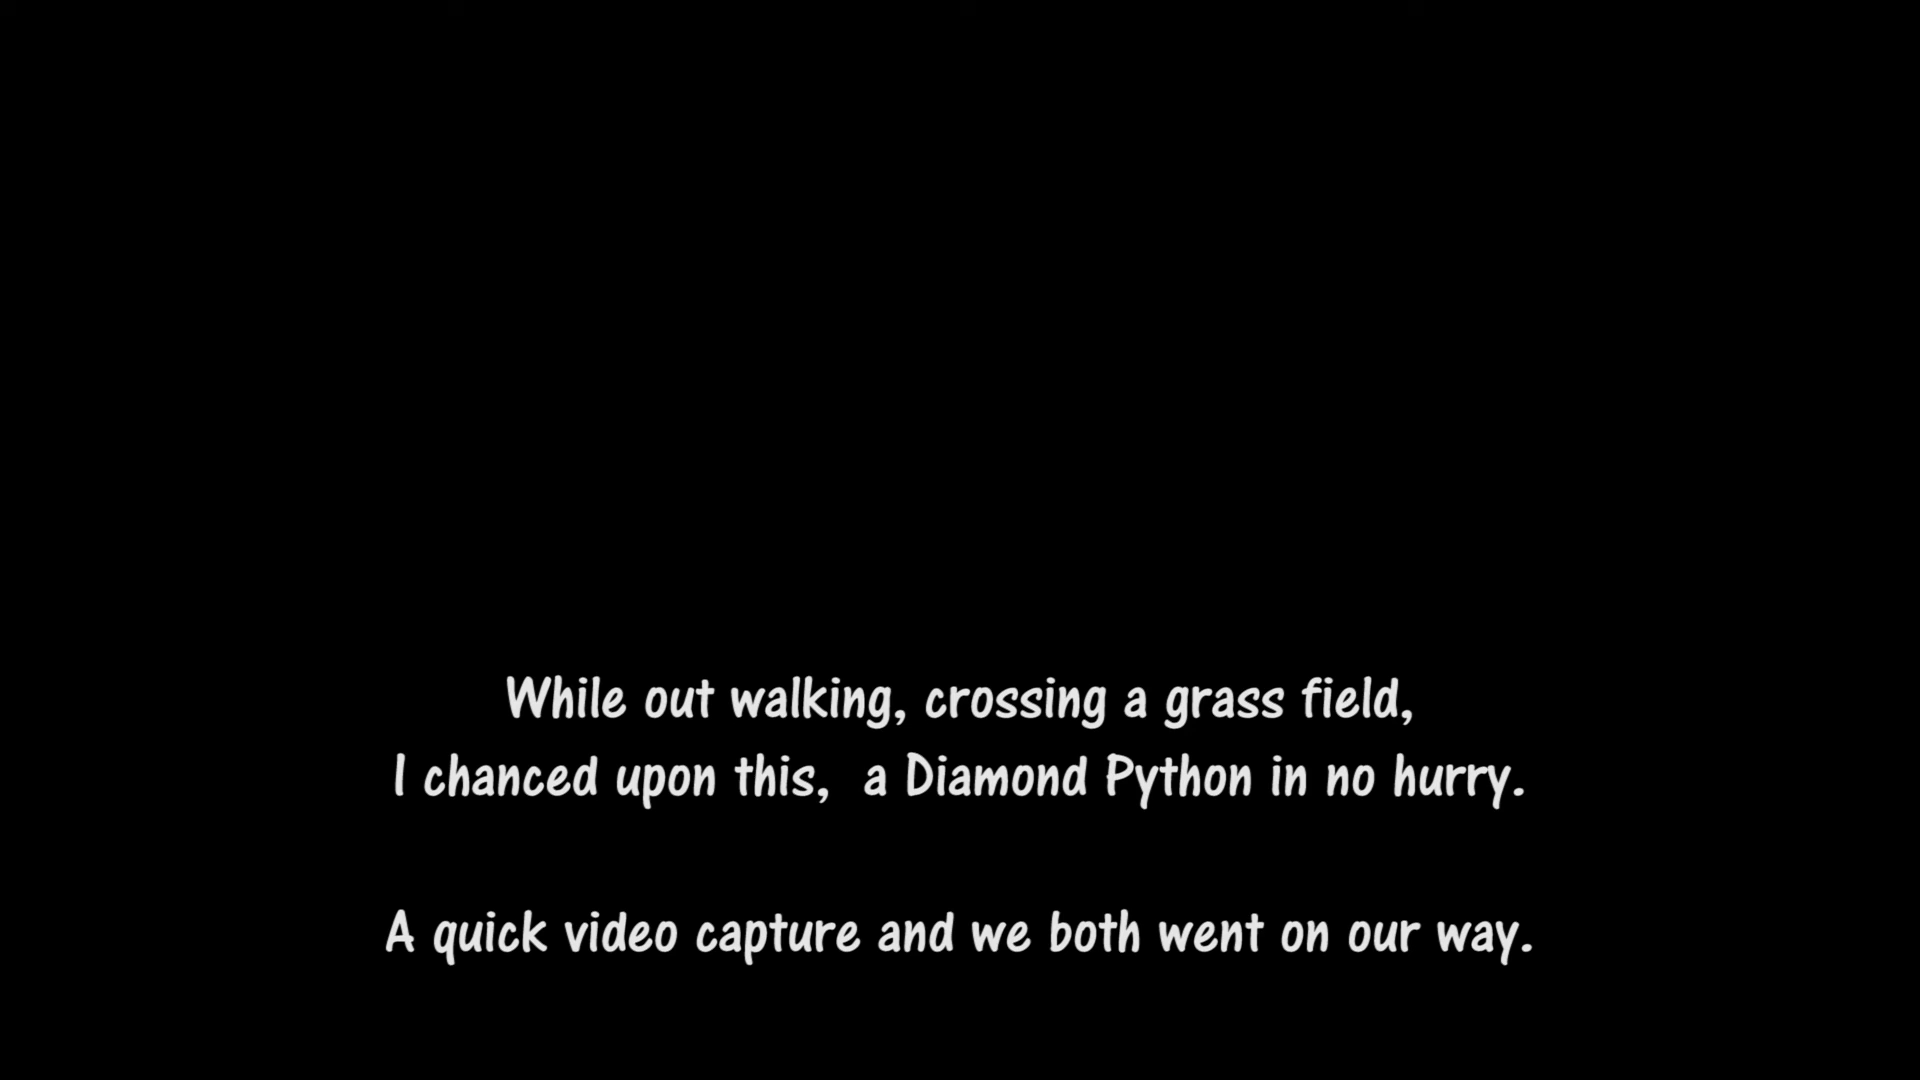 While out walking, crossing a grass field,
I chanced upon this,  a Diamond Python in no hurry.
A quick video capture and we both went on our way.